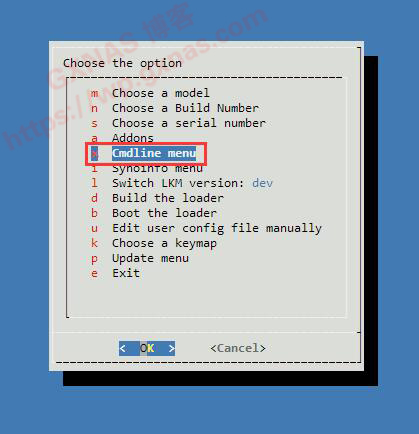 GXNAS 博客
https://wp.gxnas.com
Choose the option
m Choose a model
n Choose a Build Number
s Choose a serial number
a Addons
x Cmdline menu
i Synoinfo menu
l Switch LKM version: dev
d Build the loader
b Boot the loader
u Edit user config file manually
k Choose a keymap
p Update menu
e Exit
< OK > <Cancel>